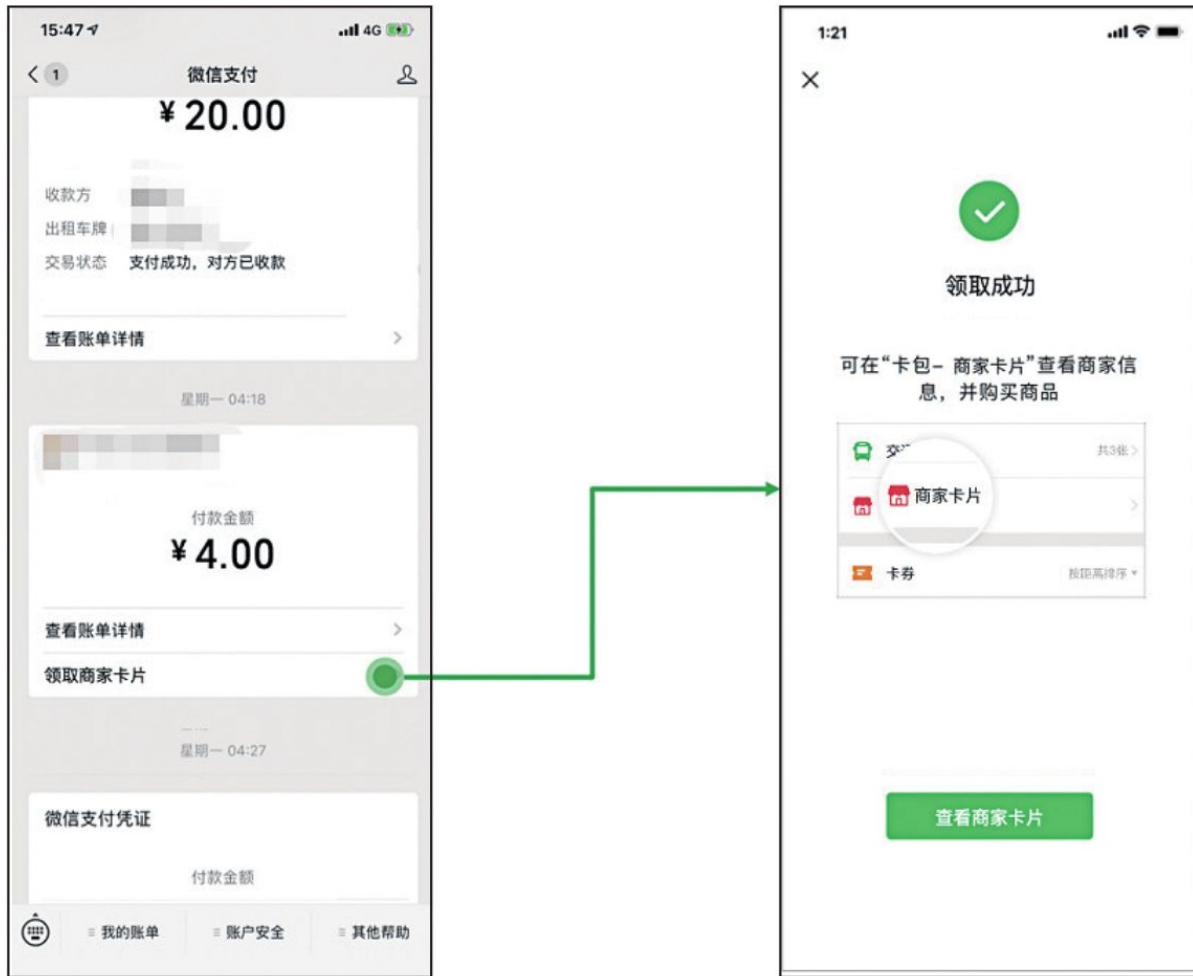 15:47
4G
1
微信支付
¥ 20.00
收款方
出租车牌
交易状态 支付成功，对方已收款
查看账单详情
星期一 04:18
付款金额
¥ 4.00
查看账单详情
领取商家卡片
星期一 04:27
微信支付凭证
付款金额
我的账单
账户安全
其他帮助
1:21
领取成功
可在“卡包- 商家卡片”查看商家信
息，并购买商品
共3张
商家卡片
卡券
按距离排序
查看商家卡片